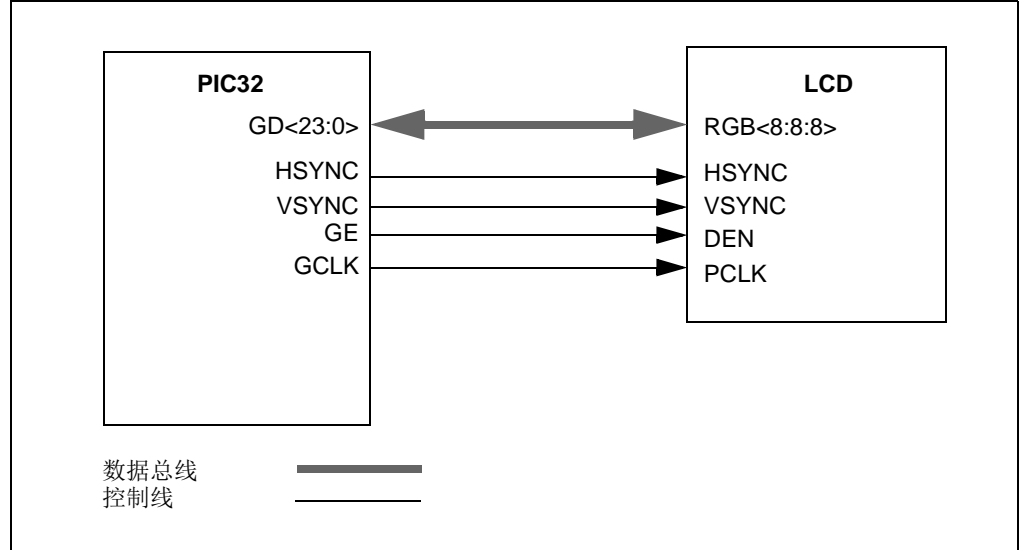 PIC32
GD<23:0>
HSYNC
VSYNC
GE
GCLK
LCD
RGB<8:8:8>
HSYNC
VSYNC
DEN
PCLK
数据总线
控制线